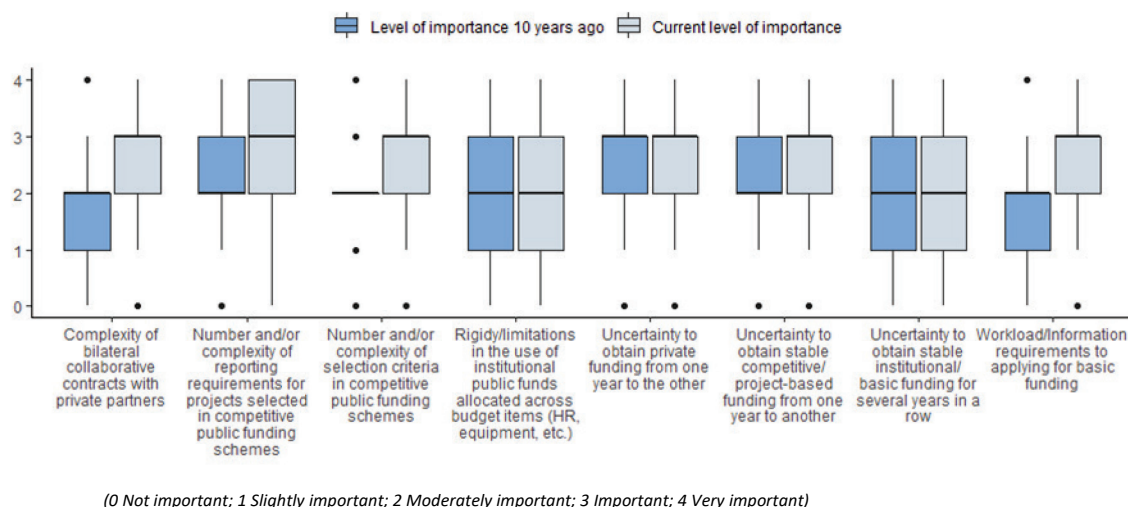 Level of importance 10 years ago Current level of importance
4
3
2
1
0
Complexity of
bilateral
collaborative
contracts with
private partners
Number and/or
complexity of
reporting
requirements for
projects selected
in competitive
public funding
schemes
Number and/or
complexity of
selection criteria
in competitive
public funding
schemes
Rigidy/limitations
in the use of
institutional
public funds
allocated across
budget items (HR,
equipment, etc.)
Uncertainty to
obtain private
funding from one
year to the other
Uncertainty to
obtain stable
competitive/
project-based
funding from one
year to another
Uncertainty to
obtain stable
institutional/
basic funding for
several years in a
row
Workload/Information
requirements to
applying for basic
funding
(0 Not important; 1 Slightly important; 2 Moderately important; 3 Important; 4 Very important)